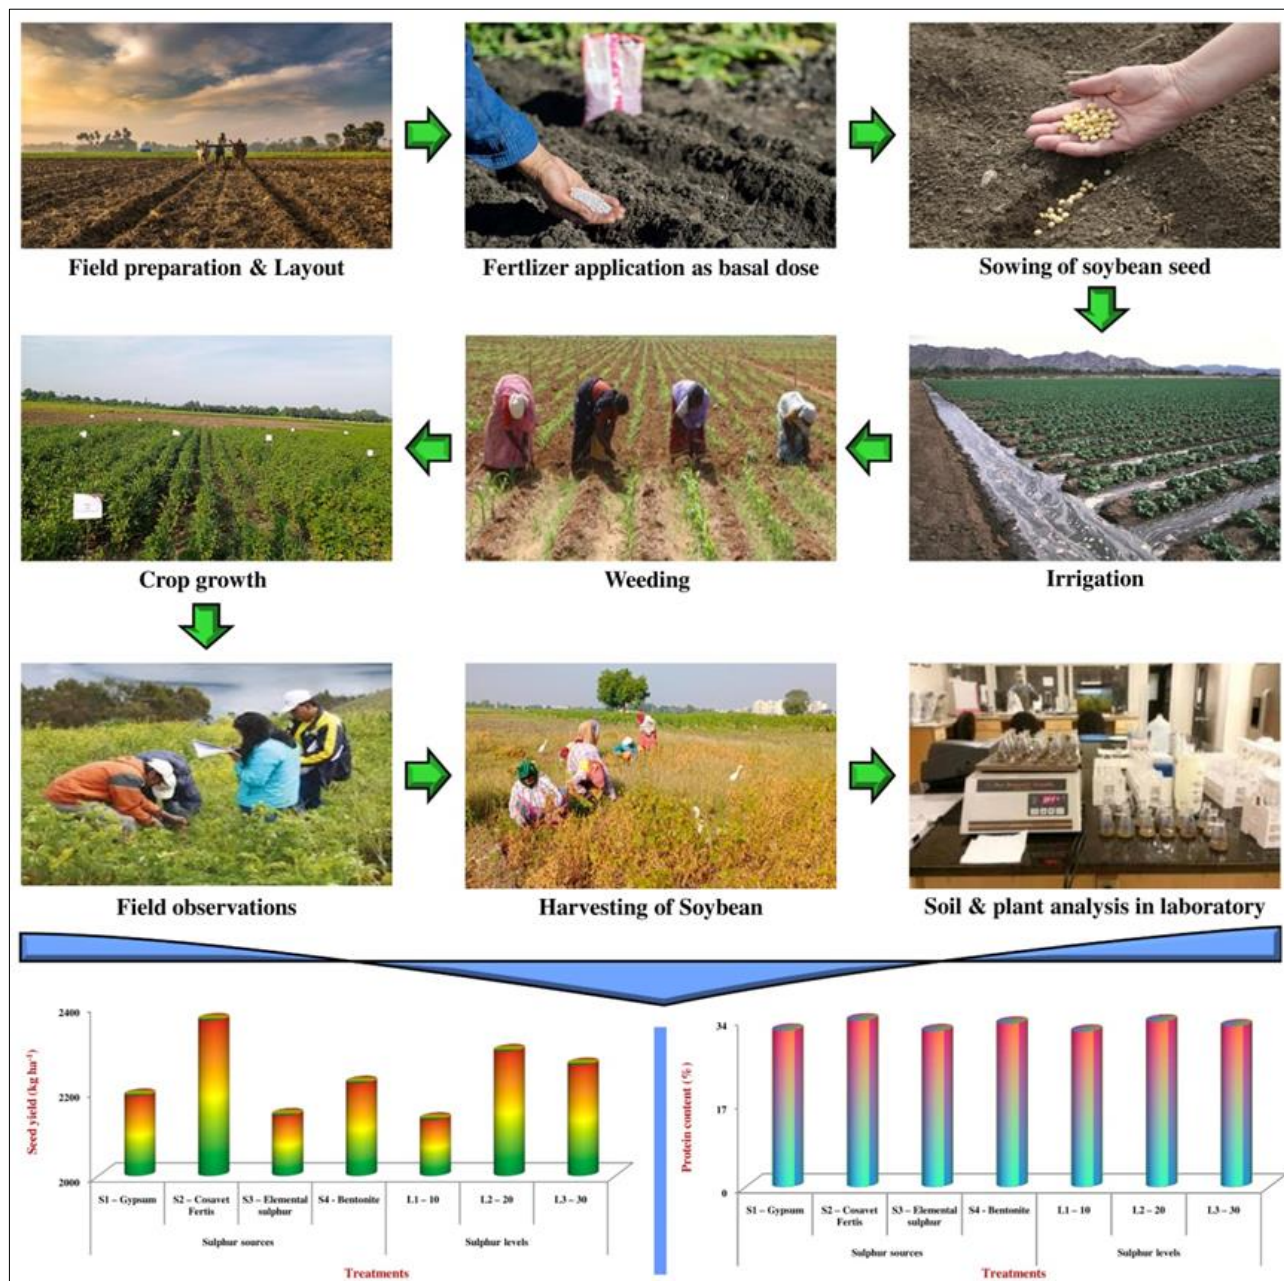 Field preparation & Layout
Fertlizer application as basal dose
Sowing of soybean seed
Crop growth
Weeding
Irrigation
Field observations
Harvesting of Soybean
Soil & plant analysis in laboratory
Seed yield (kg ha⁻¹)
2400
2200
2000
S1 – Gypsum
S2 – Cosavet
Fertis
S3 – Elemental
sulphur
S4 - Bentonite
L1 – 10
L2 – 20
L3 – 30
Sulphur sources
Sulphur levels
Treatments
Protein content (%)
34
17
0
S1 – Gypsum
S2 – Cosavet
Fertis
S3 – Elemental
sulphur
S4 - Bentonite
L1 – 10
L2 – 20
L3 – 30
Sulphur sources
Sulphur levels
Treatments